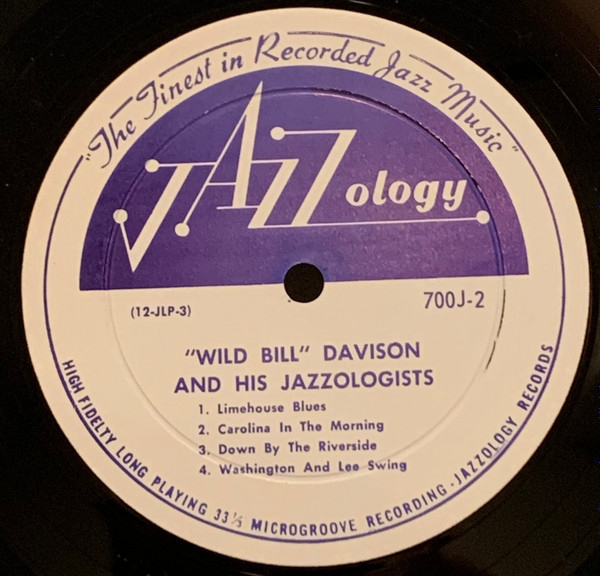 "The Finest in Recorded Jazz Music"
JAZZology
(12-JLP-3) 700J-2
"WILD BILL" DAVISON
AND HIS JAZZOLOGISTS
1. Limehouse Blues
2. Carolina In The Morning
3. Down By The Riverside
4. Washington And Lee Swing
HIGH FIDELTY LONG PLAYING 33⅓ MICROGROOVE RECORDING - JAZZOLOGY RECORDS